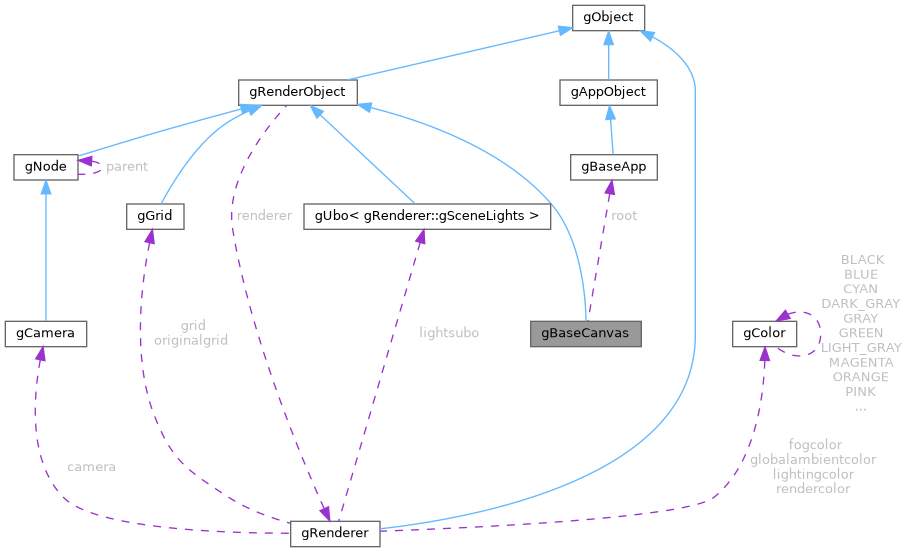 gObject
gRenderObject
gAppObject
gNode
parent
gBaseApp
gGrid
renderer
gUbo< gRenderer::gSceneLights >
root
BLACK
BLUE
CYAN
DARK_GRAY
GRAY
GREEN
LIGHT_GRAY
MAGENTA
ORANGE
PINK
...
gCamera
grid
originalgrid
lightsubo
gBaseCanvas
gColor
camera
fogcolor
globalambientcolor
lightingcolor
rendercolor
gRenderer